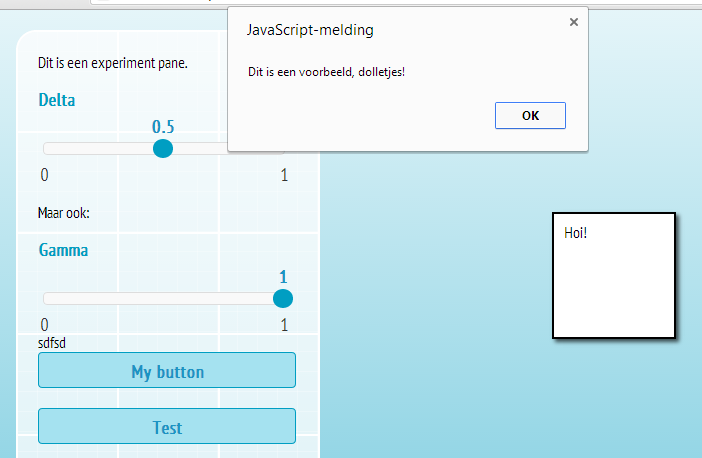 JavaScript-melding
Dit is een voorbeeld, dolletjes!
OK
Dit is een experiment pane.
Delta
0.5
0 1
Maar ook:
Gamma
1
0 1
sdfsd
My button
Test
Hoi!